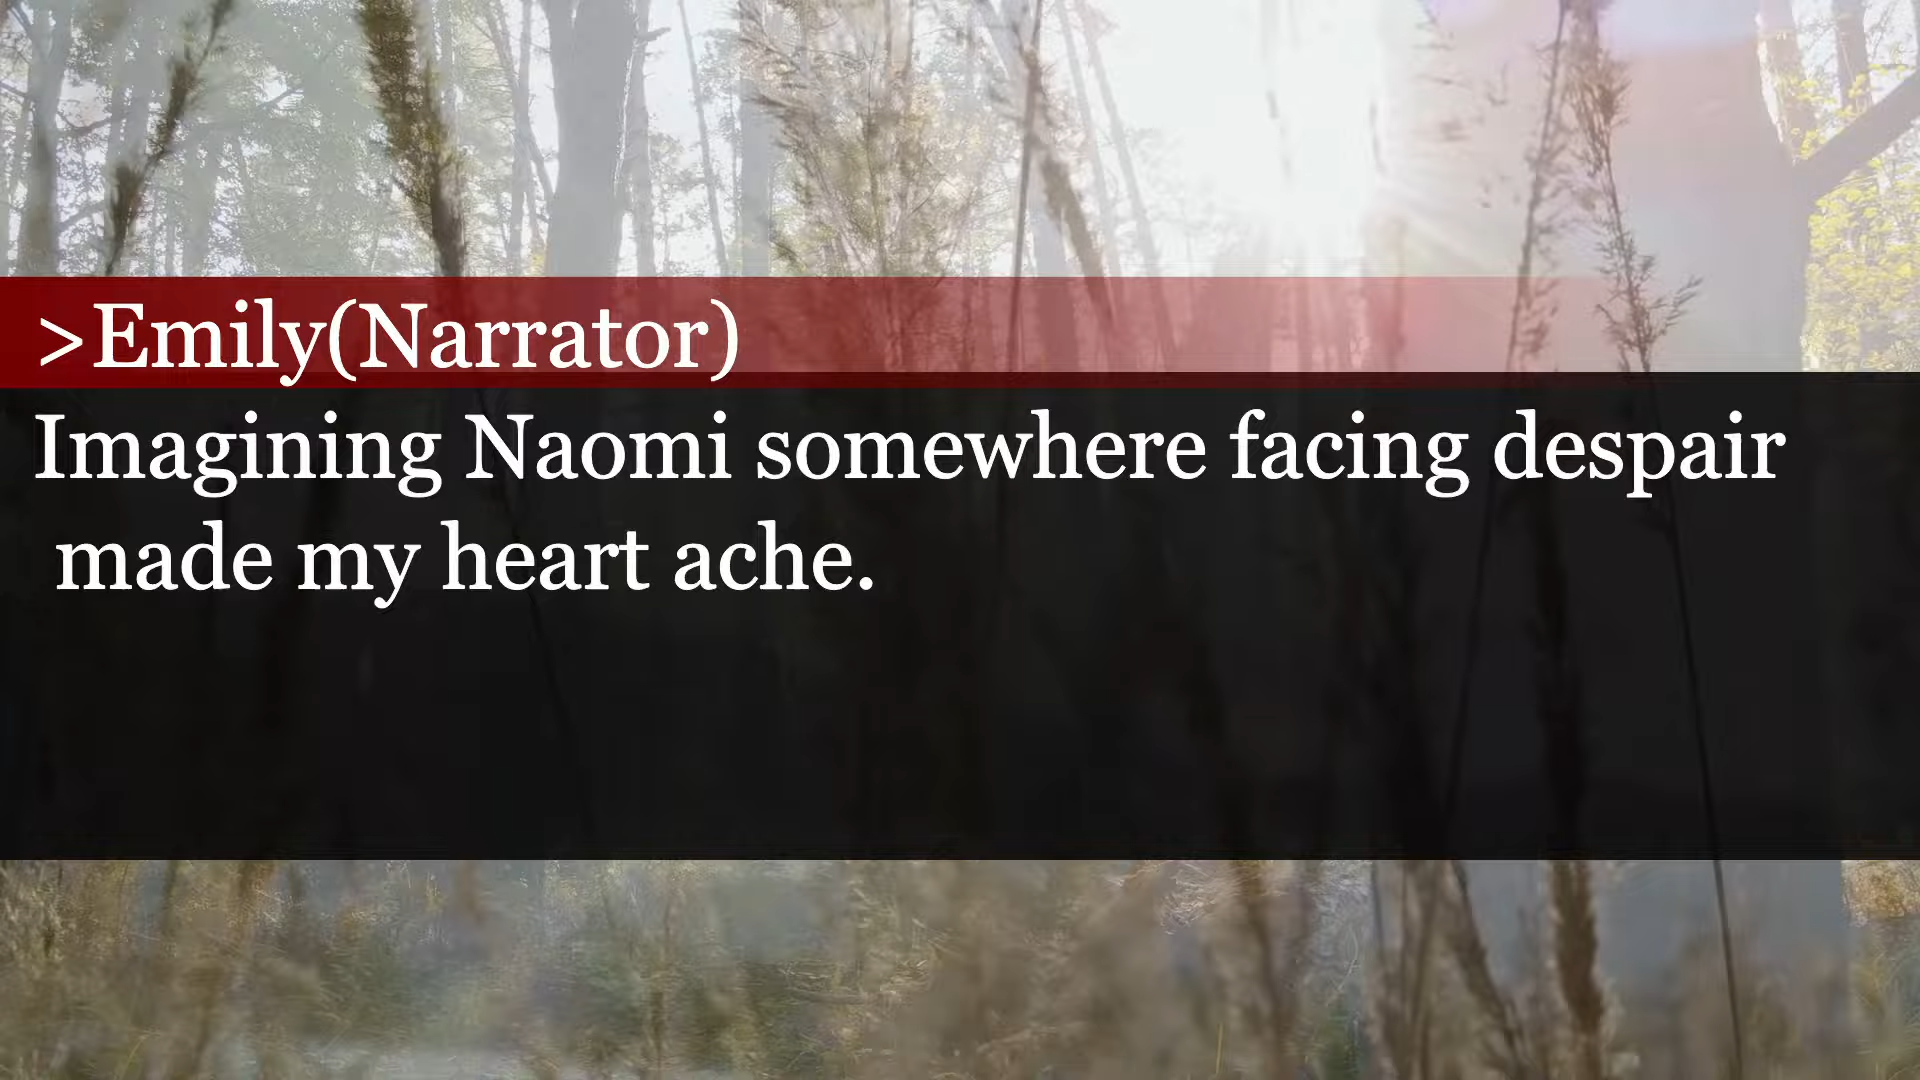 >Emily(Narrator)
Imagining Naomi somewhere facing despair
made my heart ache.